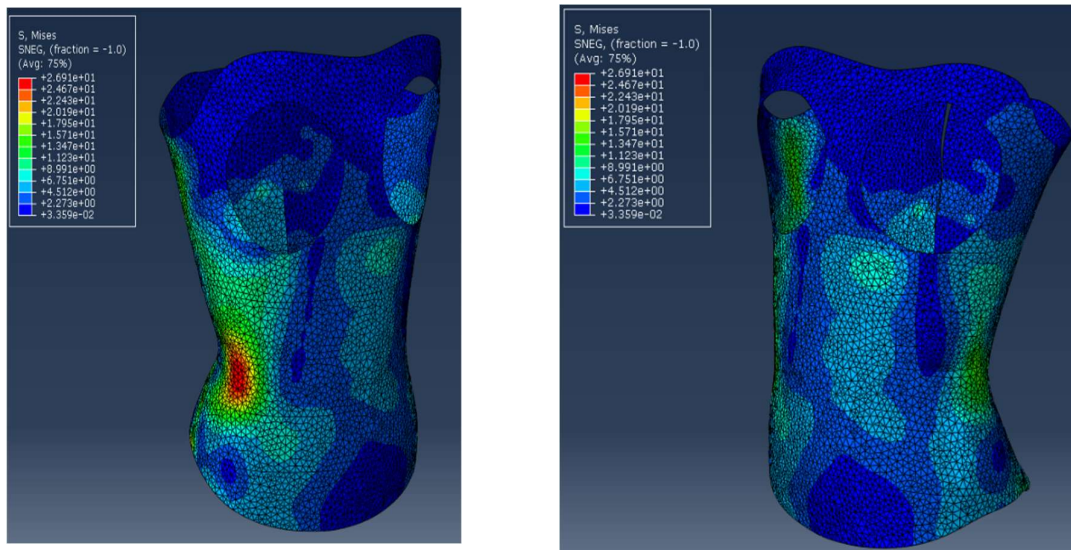 S, Mises
SNEG, (fraction = -1.0)
(Avg: 75%)
+2.691e+01
+2.467e+01
+2.243e+01
+2.019e+01
+1.795e+01
+1.571e+01
+1.347e+01
+1.123e+01
+8.991e+00
+6.751e+00
+4.512e+00
+2.273e+00
+3.359e-02
S, Mises
SNEG, (fraction = -1.0)
(Avg: 75%)
+2.691e+01
+2.467e+01
+2.243e+01
+2.019e+01
+1.795e+01
+1.571e+01
+1.347e+01
+1.123e+01
+8.991e+00
+6.751e+00
+4.512e+00
+2.273e+00
+3.359e-02